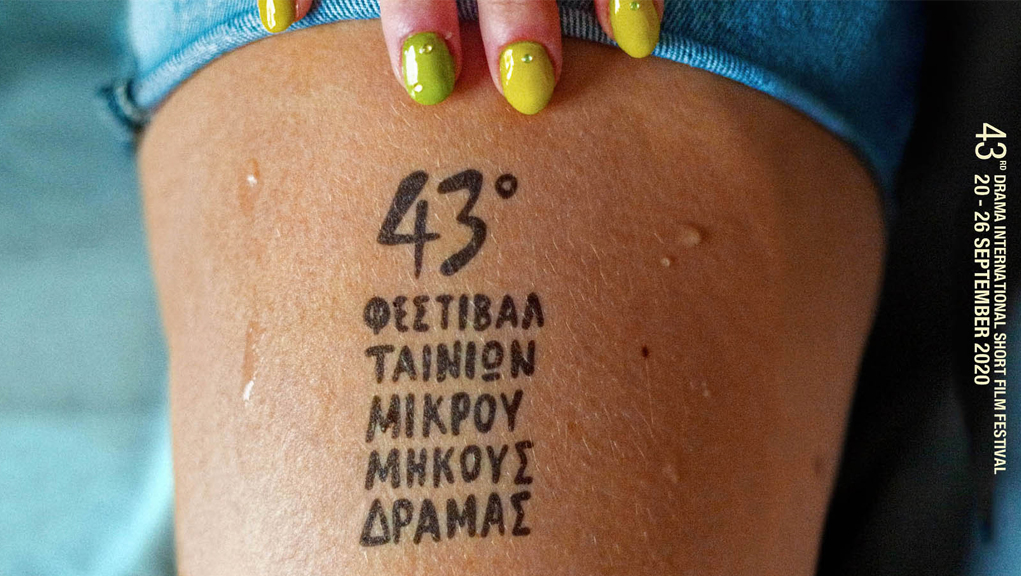 43°
ΦΕΣΤΙΒΑΛ
ΤΑΙΝΙΩΝ
ΜΙΚΡΟΥ
ΜΗΚΟΥΣ
ΔΡΑΜΑΣ
43RD DRAMA INTERNATIONAL SHORT FILM FESTIVAL
20 - 26 SEPTEMBER 2020